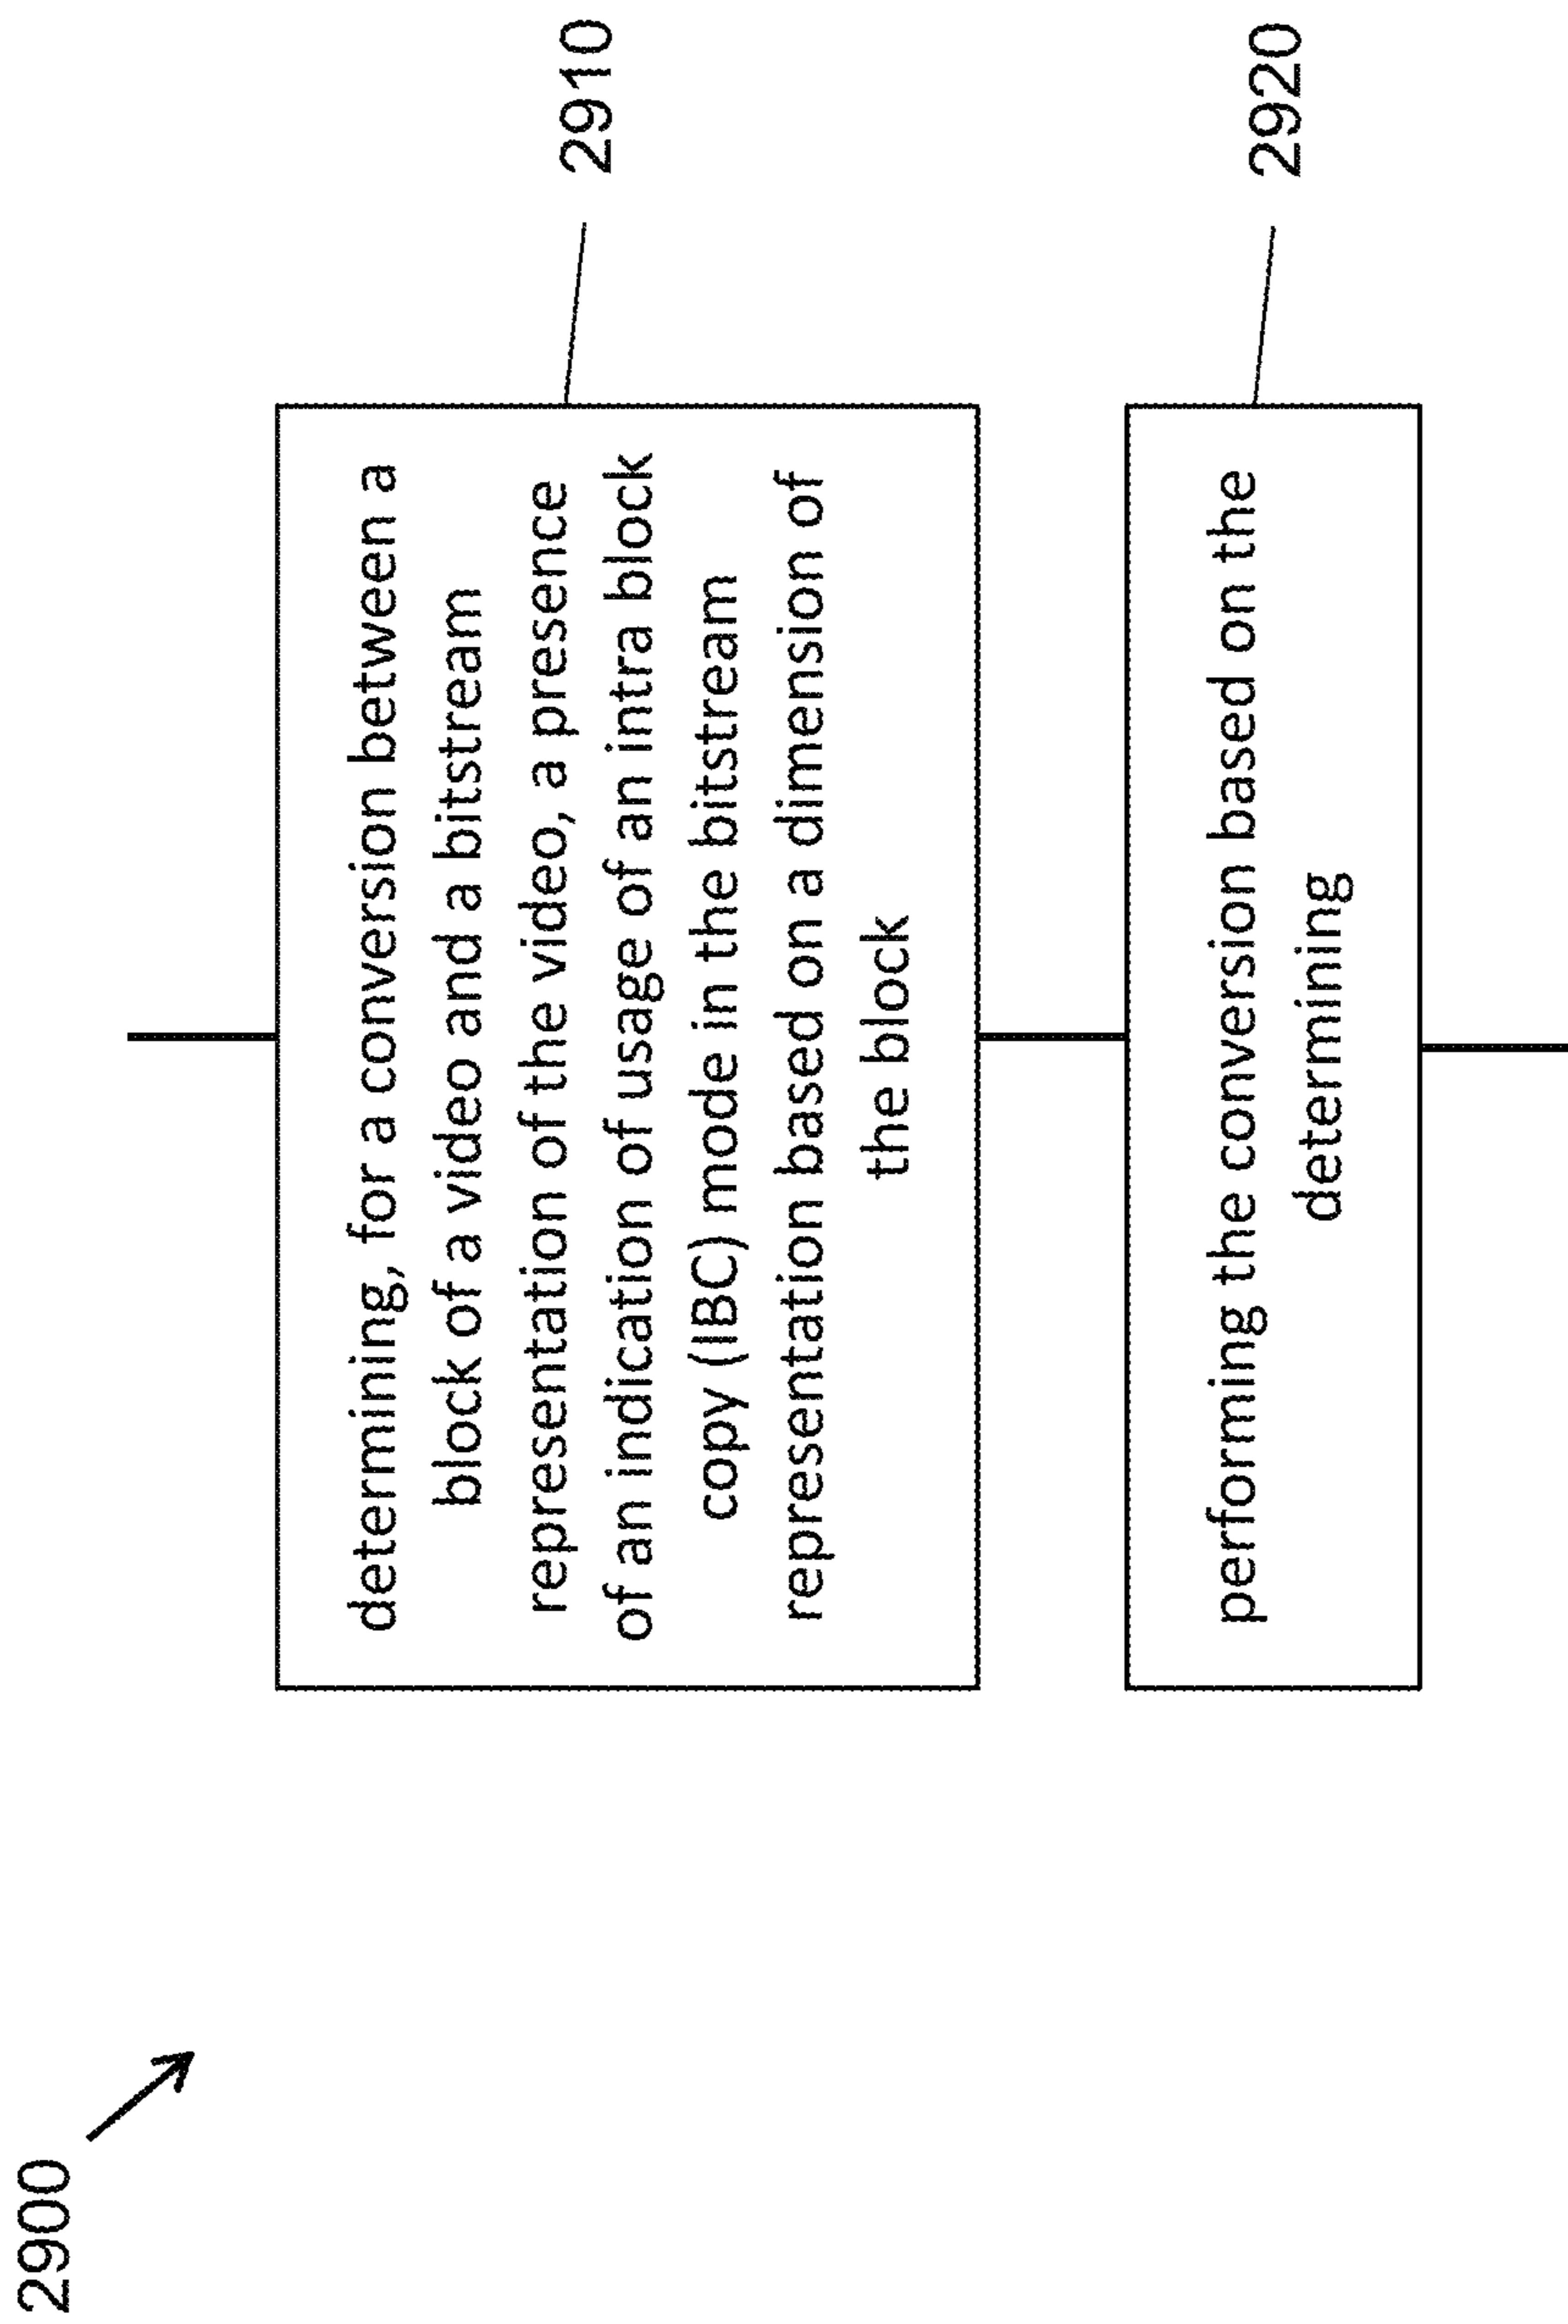 2900
determining, for a conversion between a
block of a video and a bitstream
representation of the video, a presence
of an indication of usage of an intra block
copy (IBC) mode in the bitstream
representation based on a dimension of
the block
2910
performing the conversion based on the
determining
2920